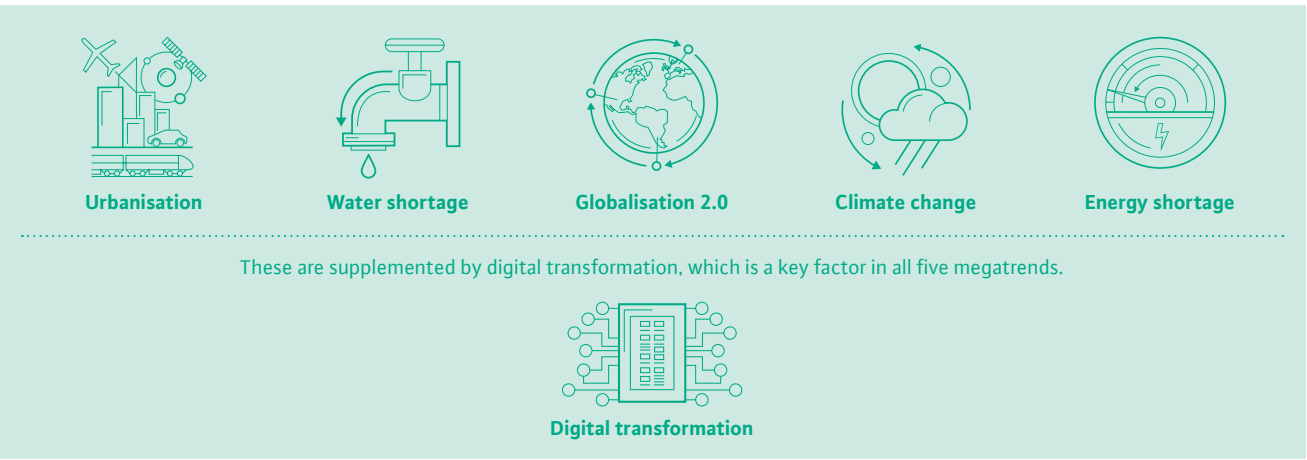 Urbanisation
Water shortage
Globalisation 2.0
Climate change
Energy shortage
These are supplemented by digital transformation, which is a key factor in all five megatrends.
Digital transformation